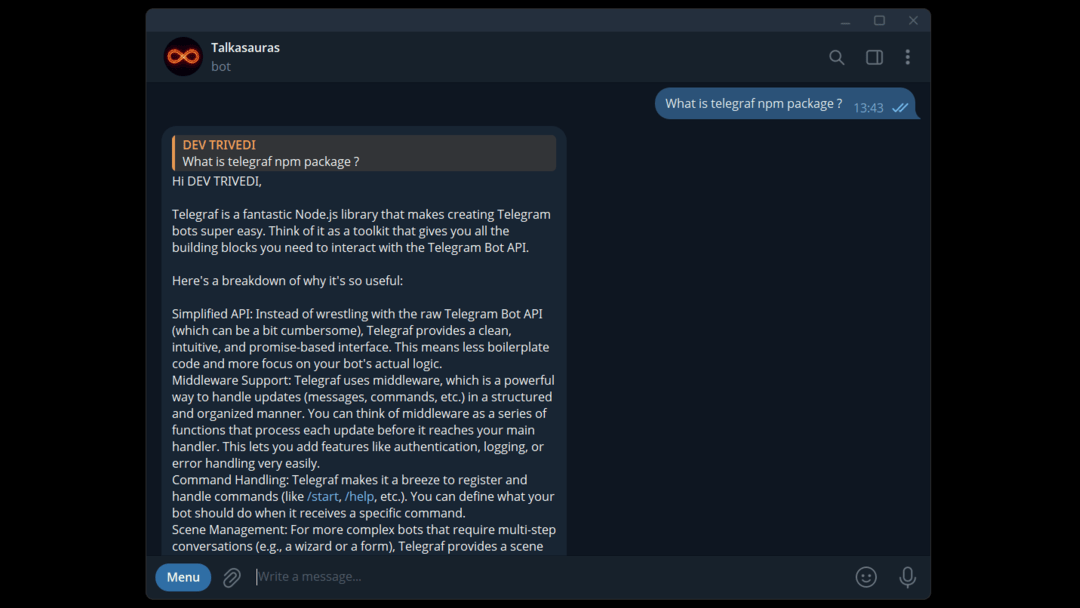 Talkasauras
bot
What is telegraf npm package ? 13:43
DEV TRIVEDI
What is telegraf npm package ?
Hi DEV TRIVEDI,
Telegraf is a fantastic Node.js library that makes creating Telegram
bots super easy. Think of it as a toolkit that gives you all the
building blocks you need to interact with the Telegram Bot API.
Here's a breakdown of why it's so useful:
Simplified API: Instead of wrestling with the raw Telegram Bot API
(which can be a bit cumbersome), Telegraf provides a clean,
intuitive, and promise-based interface. This means less boilerplate
code and more focus on your bot's actual logic.
Middleware Support: Telegraf uses middleware, which is a powerful
way to handle updates (messages, commands, etc.) in a structured
and organized manner. You can think of middleware as a series of
functions that process each update before it reaches your main
handler. This lets you add features like authentication, logging, or
error handling very easily.
Command Handling: Telegraf makes it a breeze to register and
handle commands (like /start, /help, etc.). You can define what your
bot should do when it receives a specific command.
Scene Management: For more complex bots that require multi-step
conversations (e.g., a wizard or a form), Telegraf provides a scene
Menu
Write a message...